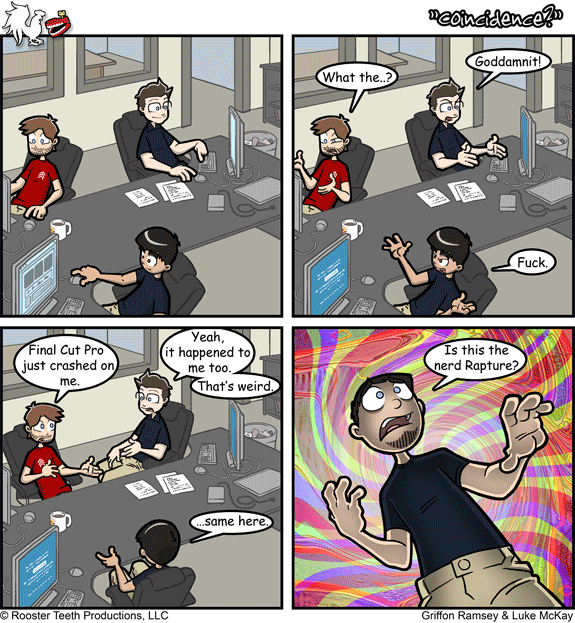 "coincidence?"
What the..?
Goddamnit!
Fuck.
Final Cut Pro
just crashed on
me.
Yeah,
it happened to
me too.
That's weird.
...same here.
Is this the
nerd Rapture?
© Rooster Teeth Productions, LLC
Griffon Ramsey & Luke McKay